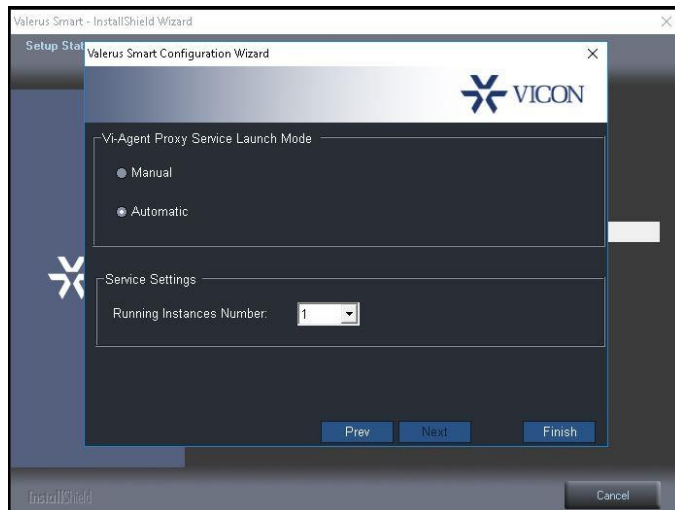 Valerus Smart - InstallShield Wizard
Setup Stat
Valerus Smart Configuration Wizard
VICON
Vi-Agent Proxy Service Launch Mode
Manual
Automatic
Service Settings
Running Instances Number: 1
Prev Next Finish
InstallShield Cancel